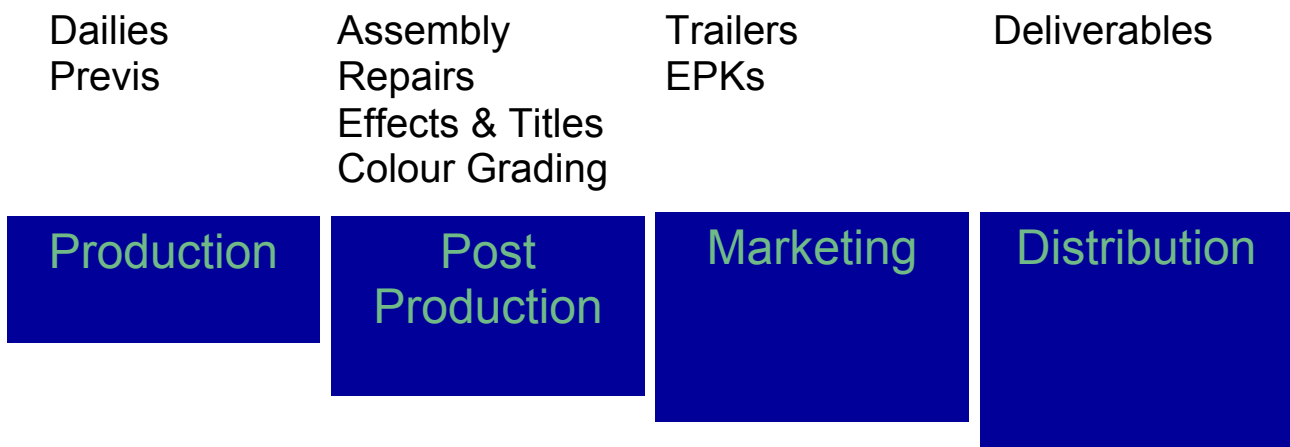 Dailies
Previs
Assembly
Repairs
Effects & Titles
Colour Grading
Trailers
EPKs
Deliverables
Production
Post
Production
Marketing
Distribution